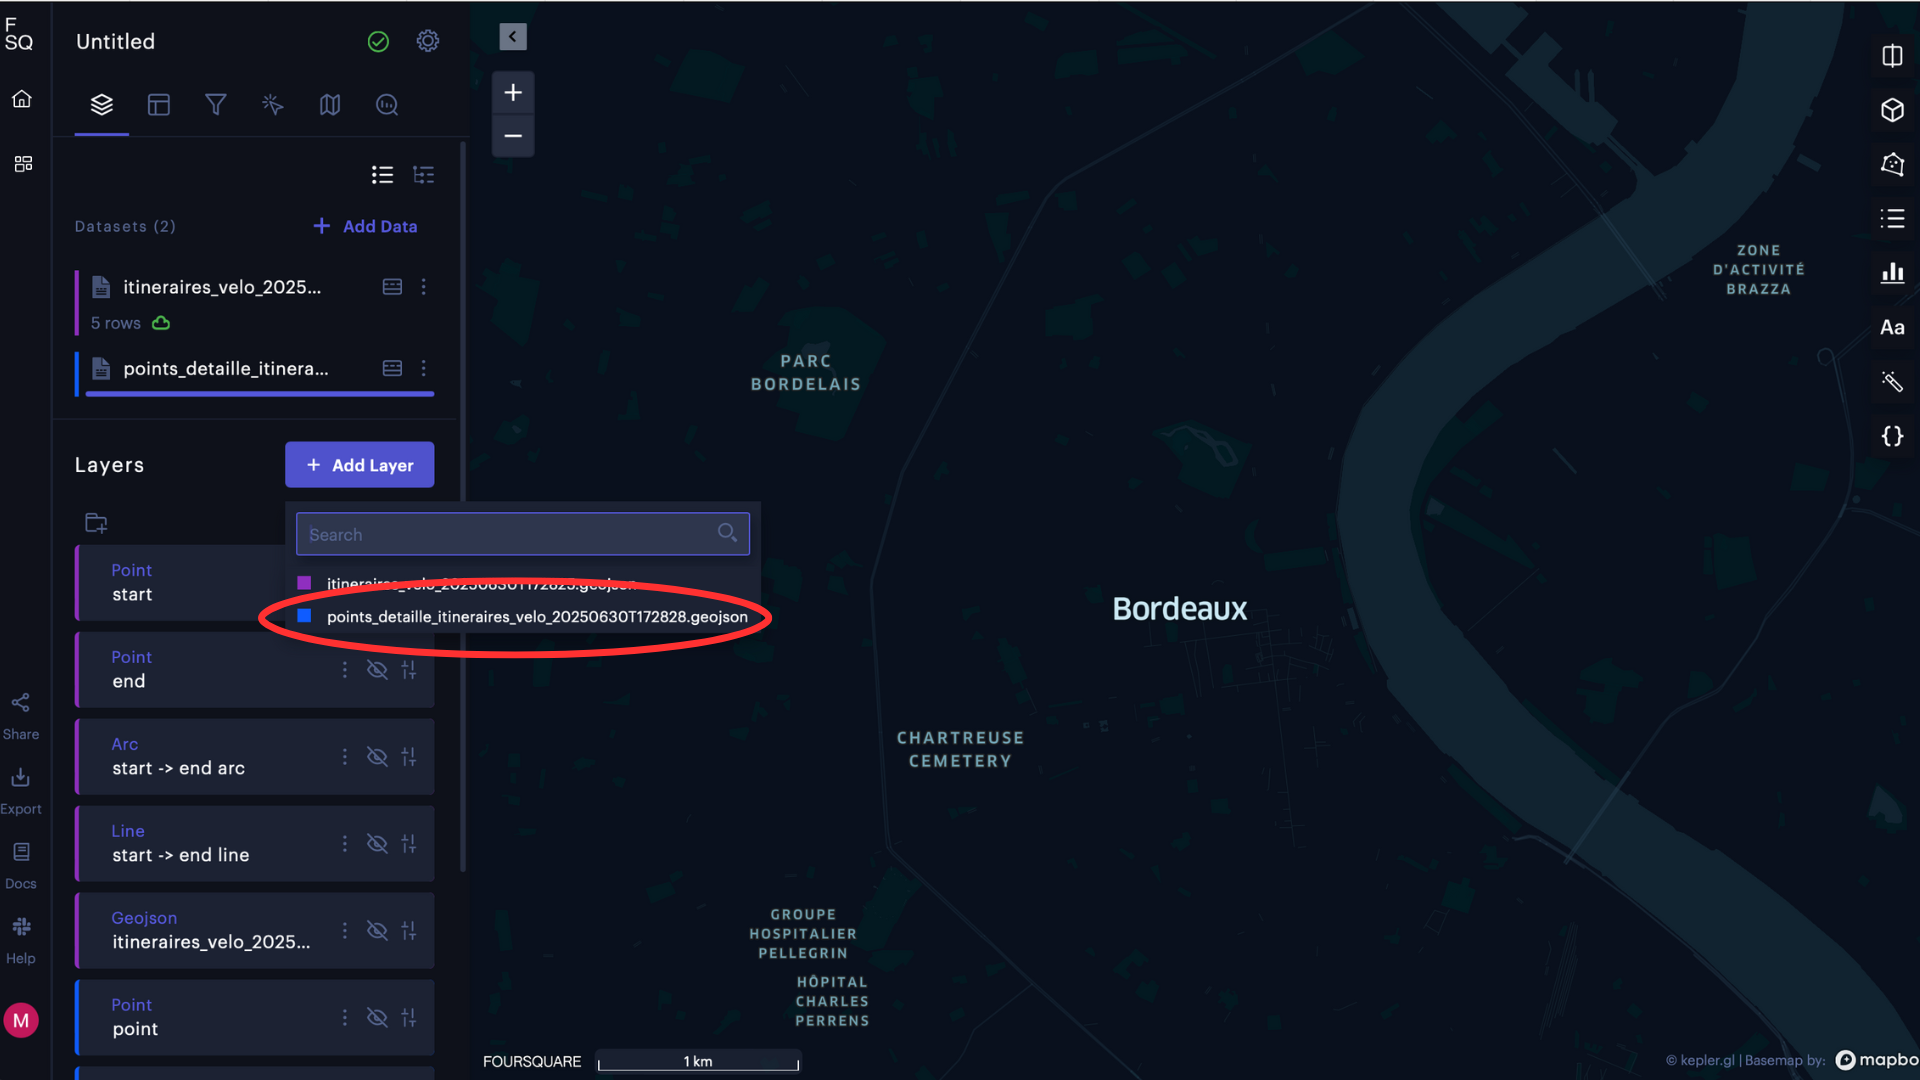 F
SQ
Untitled
Datasets (2)
Add Data
itineraires_velo_2025...
5 rows
points_detaille_itinera...
Layers
Add Layer
Search
itineraires_velo_20250630T172825.geojson
points_detaille_itineraires_velo_20250630T172828.geojson
Point
start
Point
end
Arc
start -> end arc
Line
start -> end line
Geojson
itineraires_velo_2025...
Point
point
Share
Export
Docs
Help
M
PARC
BORDELAIS
ZONE
D'ACTIVITÉ
BRAZZA
Aa
{}
Bordeaux
CHARTREUSE
CEMETERY
GROUPE
HOSPITALIER
PELLEGRIN
HÔPITAL
CHARLES
PERRENS
FOURSQUARE
1 km
© kepler.gl | Basemap by:
mapbo